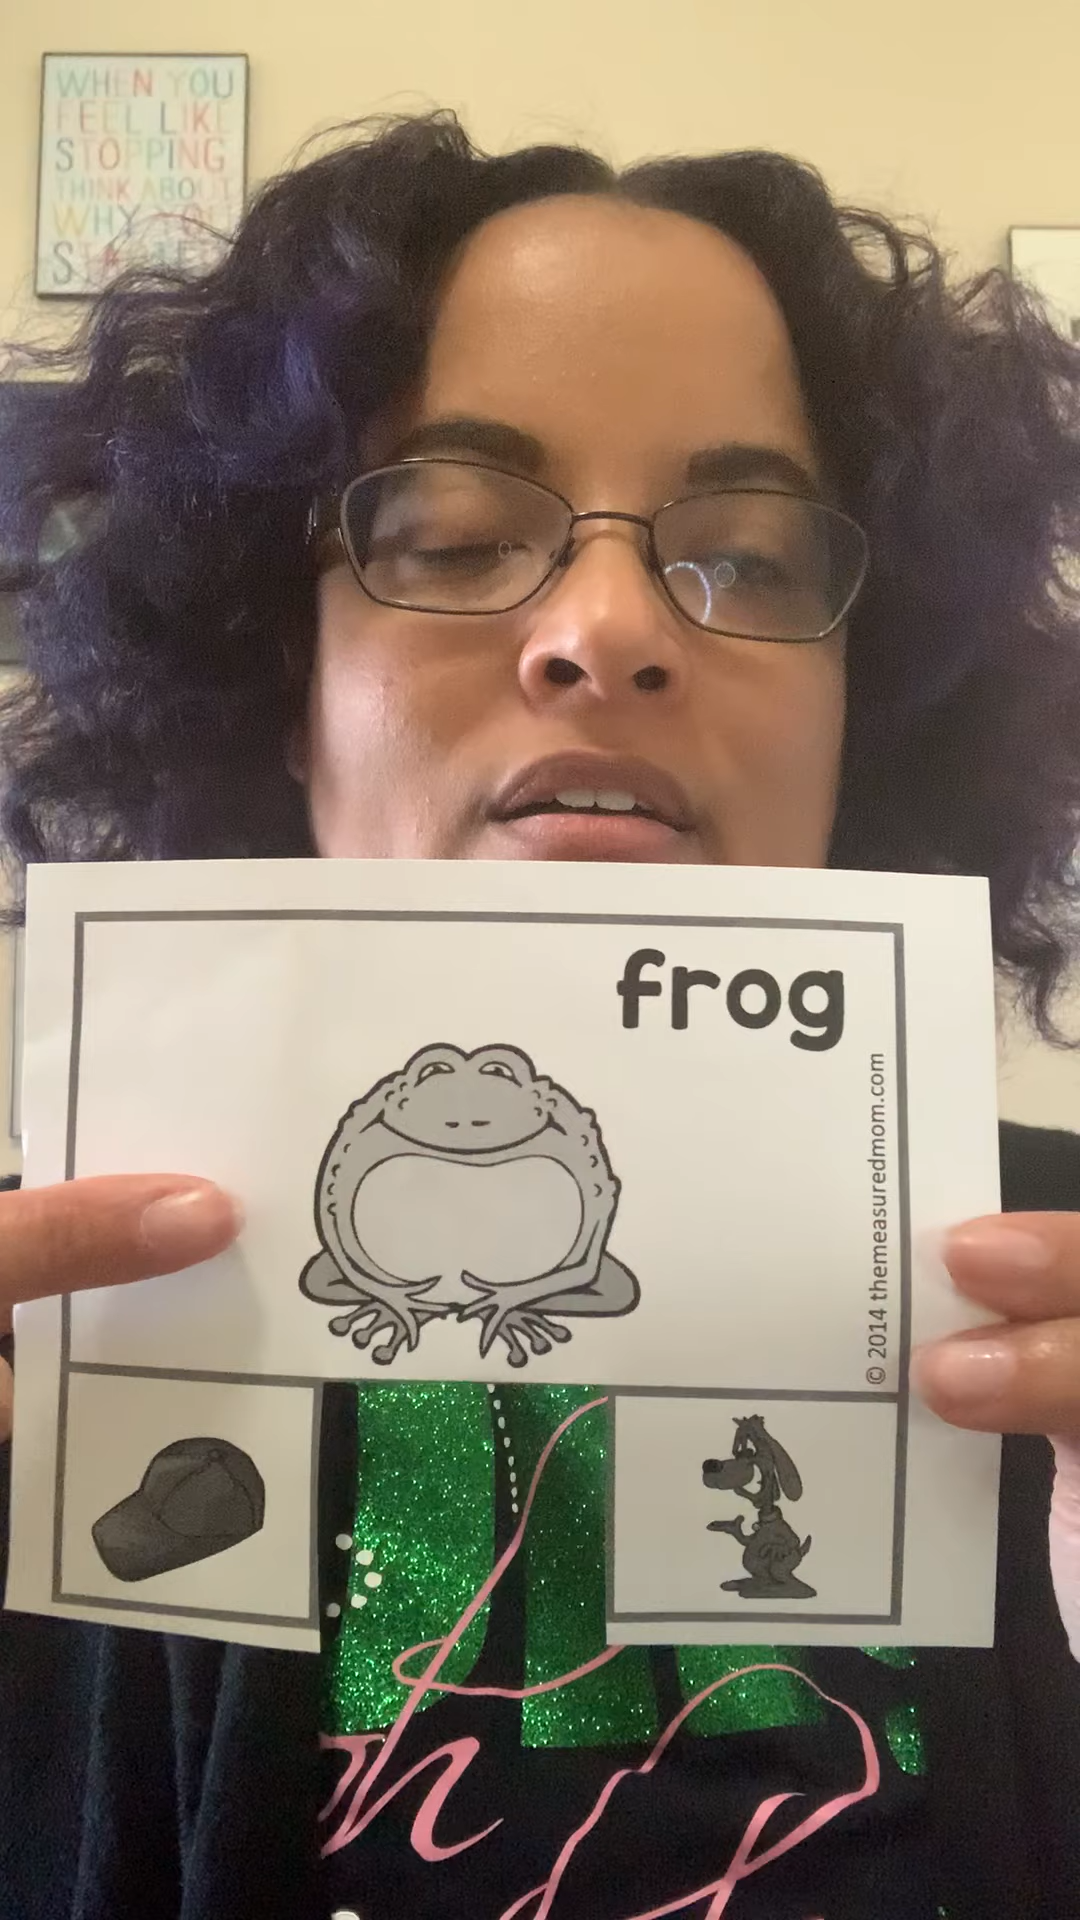 WHEN YOU
FEEL LIKE
STOPPING
THINK ABOUT
WHY YOU
frog
© 2014 themeasuredmom.com